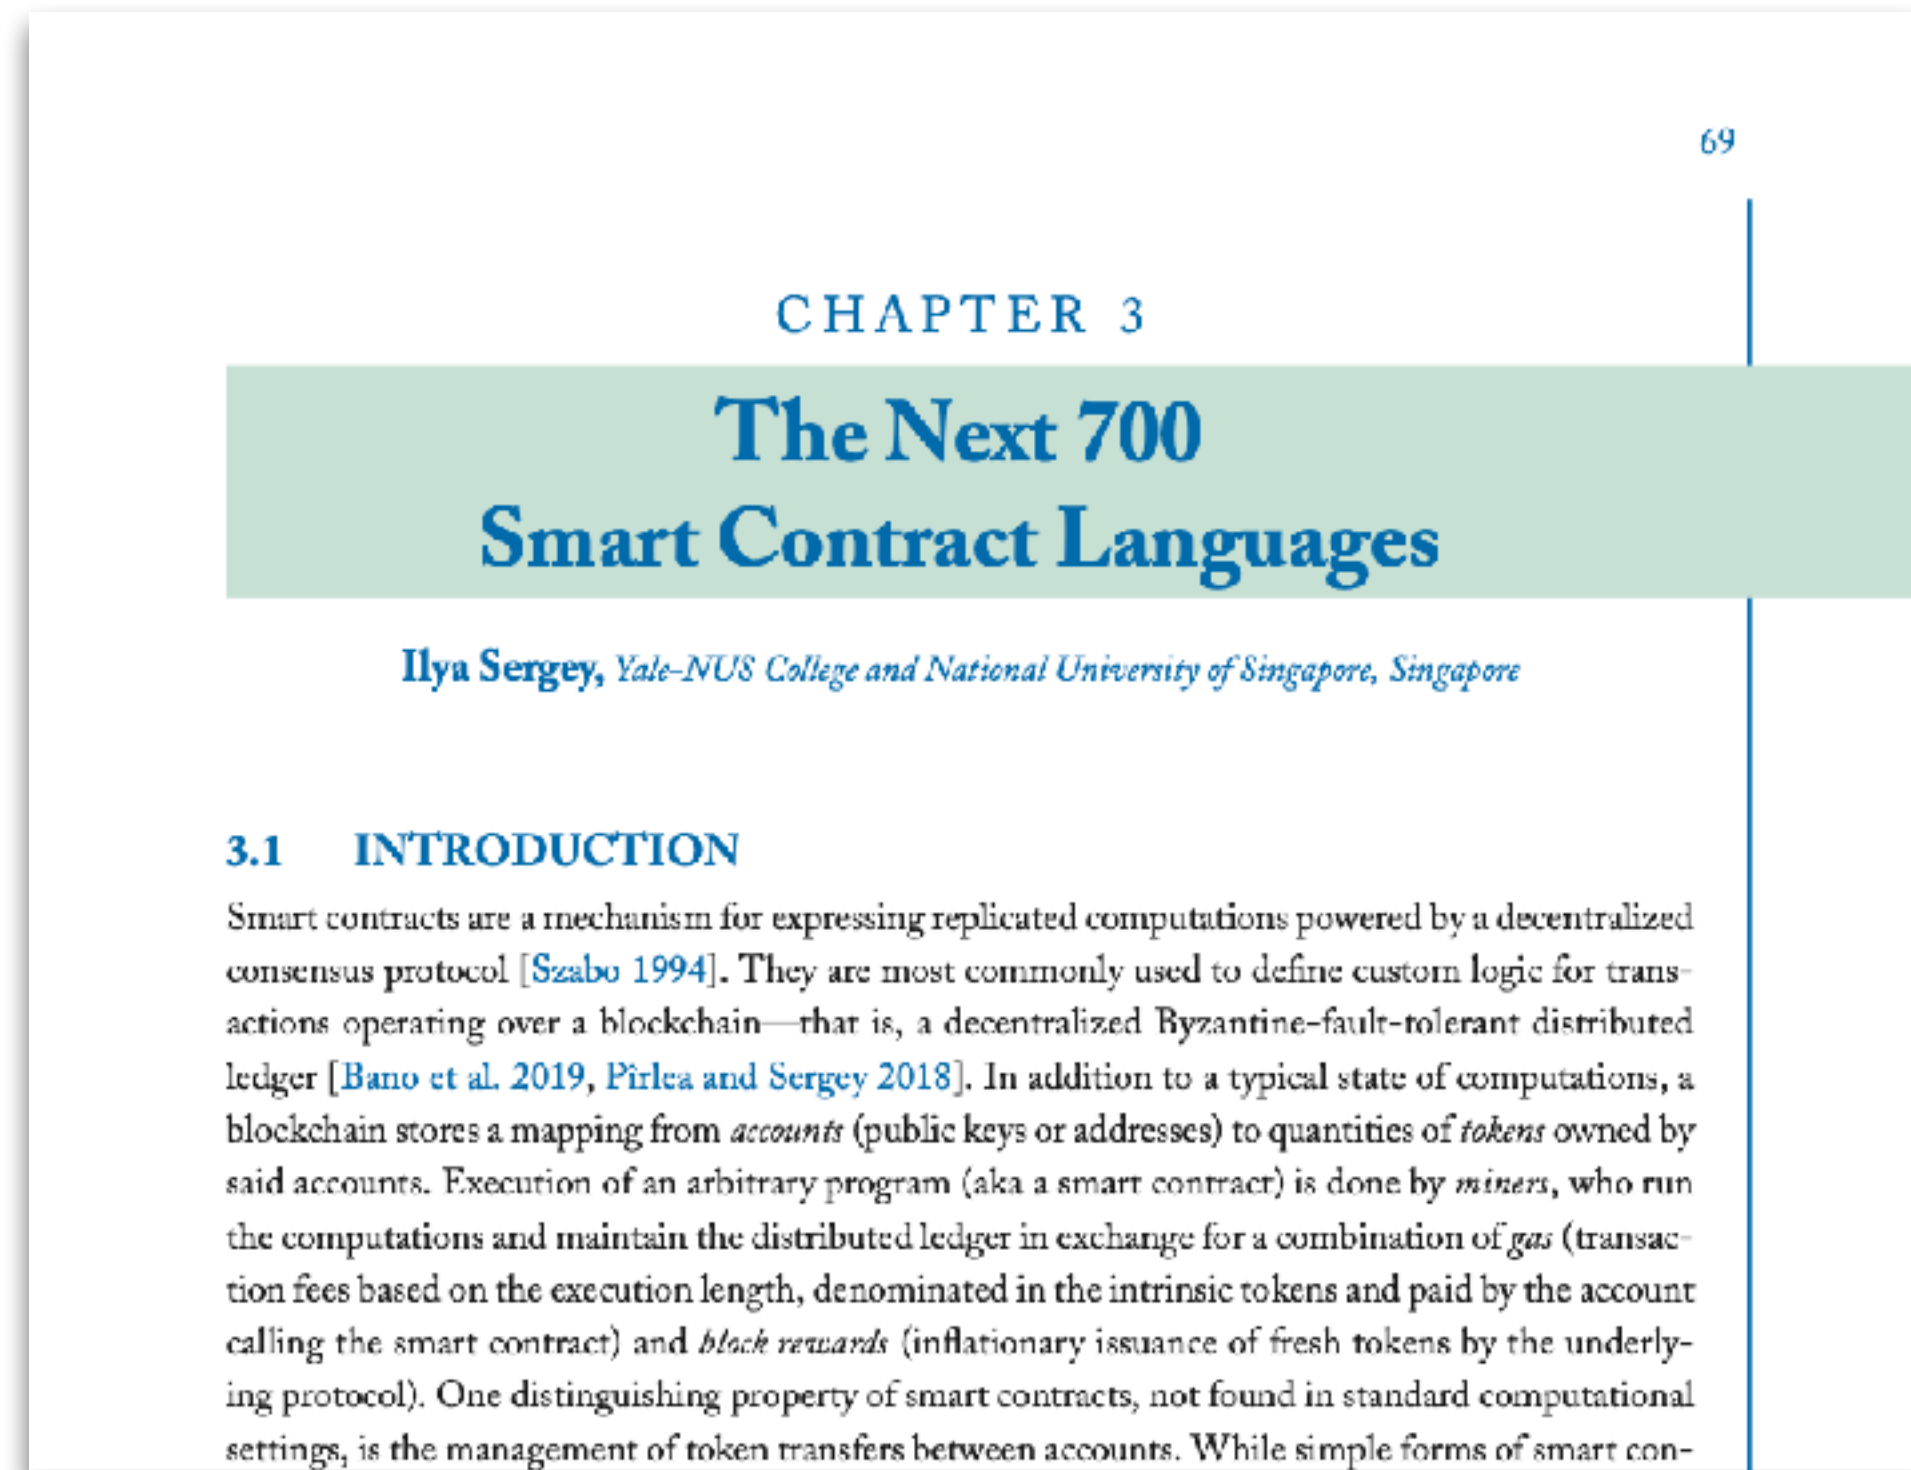 69
CHAPTER 3
The Next 700
Smart Contract Languages
Ilya Sergey, Yale-NUS College and National University of Singapore, Singapore
3.1 INTRODUCTION
Smart contracts are a mechanism for expressing replicated computations powered by a decentralized
consensus protocol [Szabo 1994]. They are most commonly used to define custom logic for trans-
actions operating over a blockchain—that is, a decentralized Byzantine-fault-tolerant distributed
ledger [Bano et al. 2019, Pîrlea and Sergey 2018]. In addition to a typical state of computations, a
blockchain stores a mapping from accounts (public keys or addresses) to quantities of tokens owned by
said accounts. Execution of an arbitrary program (aka a smart contract) is done by miners, who run
the computations and maintain the distributed ledger in exchange for a combination of gas (transac-
tion fees based on the execution length, denominated in the intrinsic tokens and paid by the account
calling the smart contract) and block rewards (inflationary issuance of fresh tokens by the underly-
ing protocol). One distinguishing property of smart contracts, not found in standard computational
settings, is the management of token transfers between accounts. While simple forms of smart con-